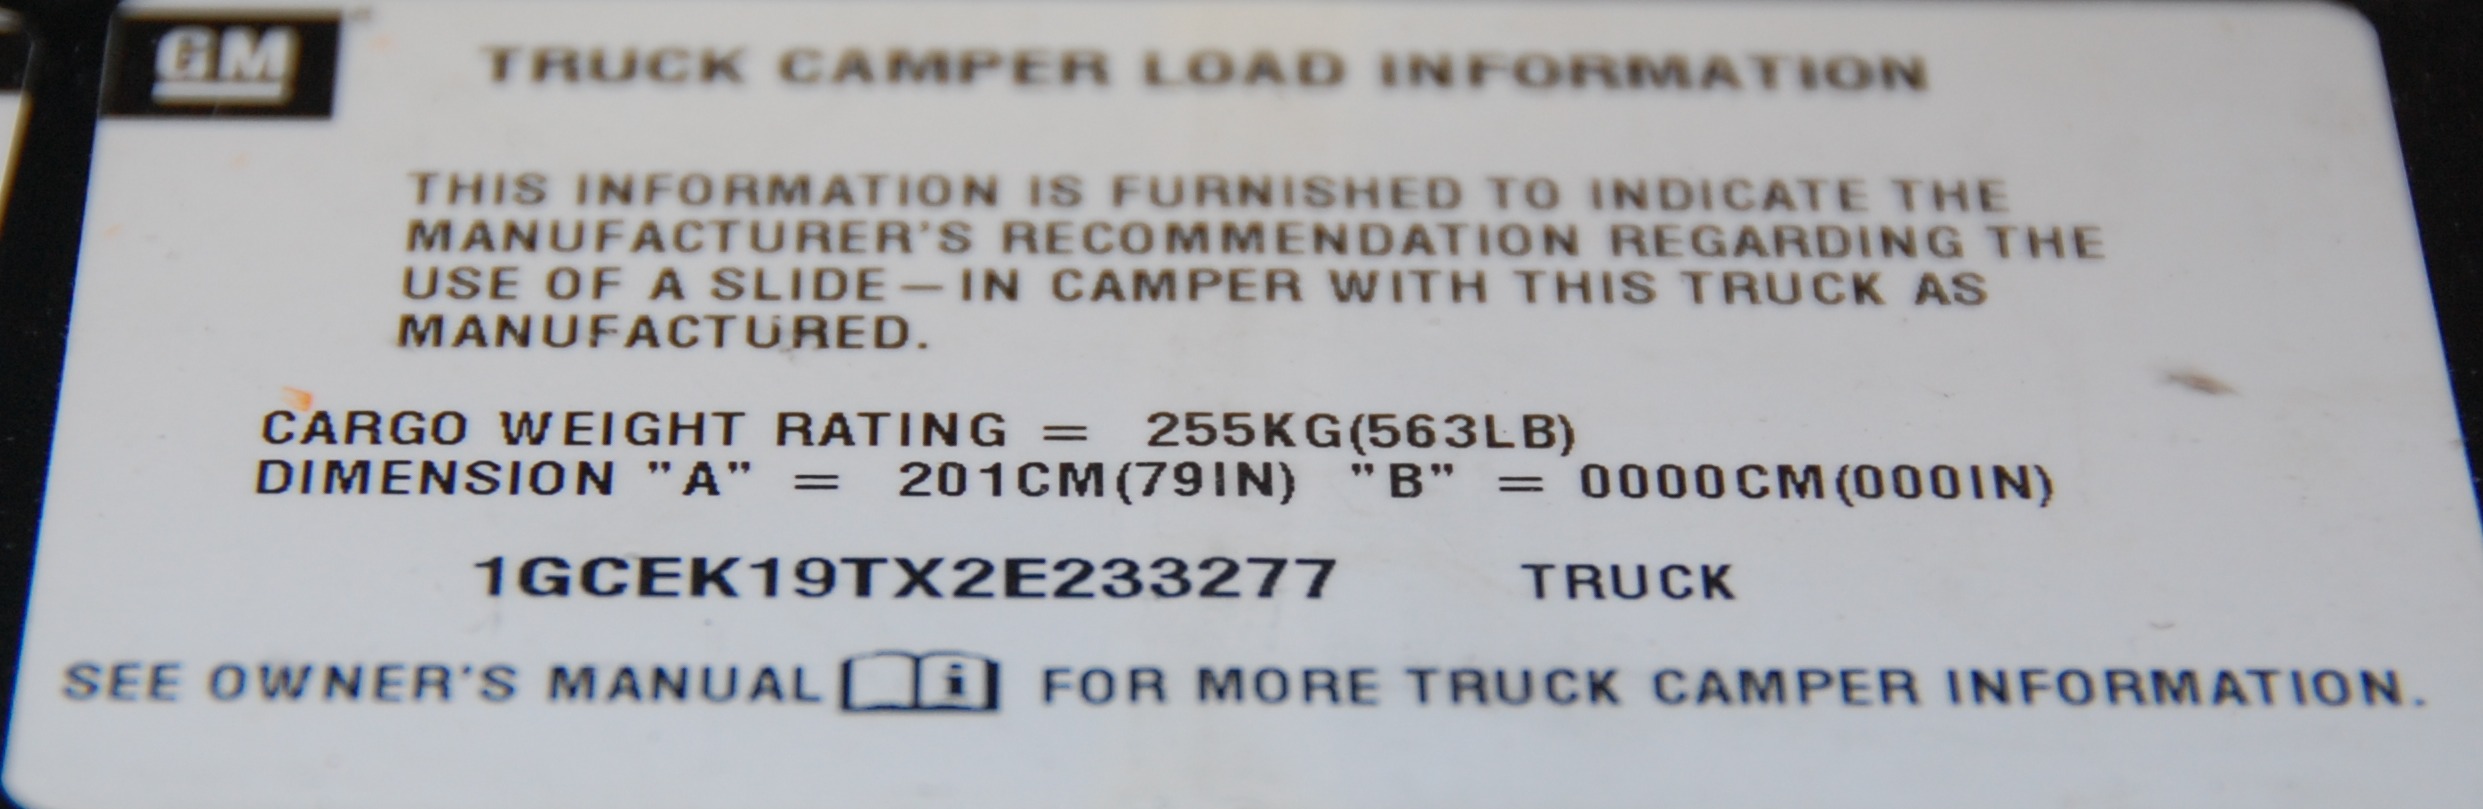 GM TRUCK CAMPER LOAD INFORMATION
THIS INFORMATION IS FURNISHED TO INDICATE THE
MANUFACTURER'S RECOMMENDATION REGARDING THE
USE OF A SLIDE—IN CAMPER WITH THIS TRUCK AS
MANUFACTURED.
CARGO WEIGHT RATING = 255KG(563LB)
DIMENSION "A" = 201CM(79IN) "B" = 0000CM(000IN)
1GCEK19TX2E233277 TRUCK
SEE OWNER'S MANUAL i FOR MORE TRUCK CAMPER INFORMATION.